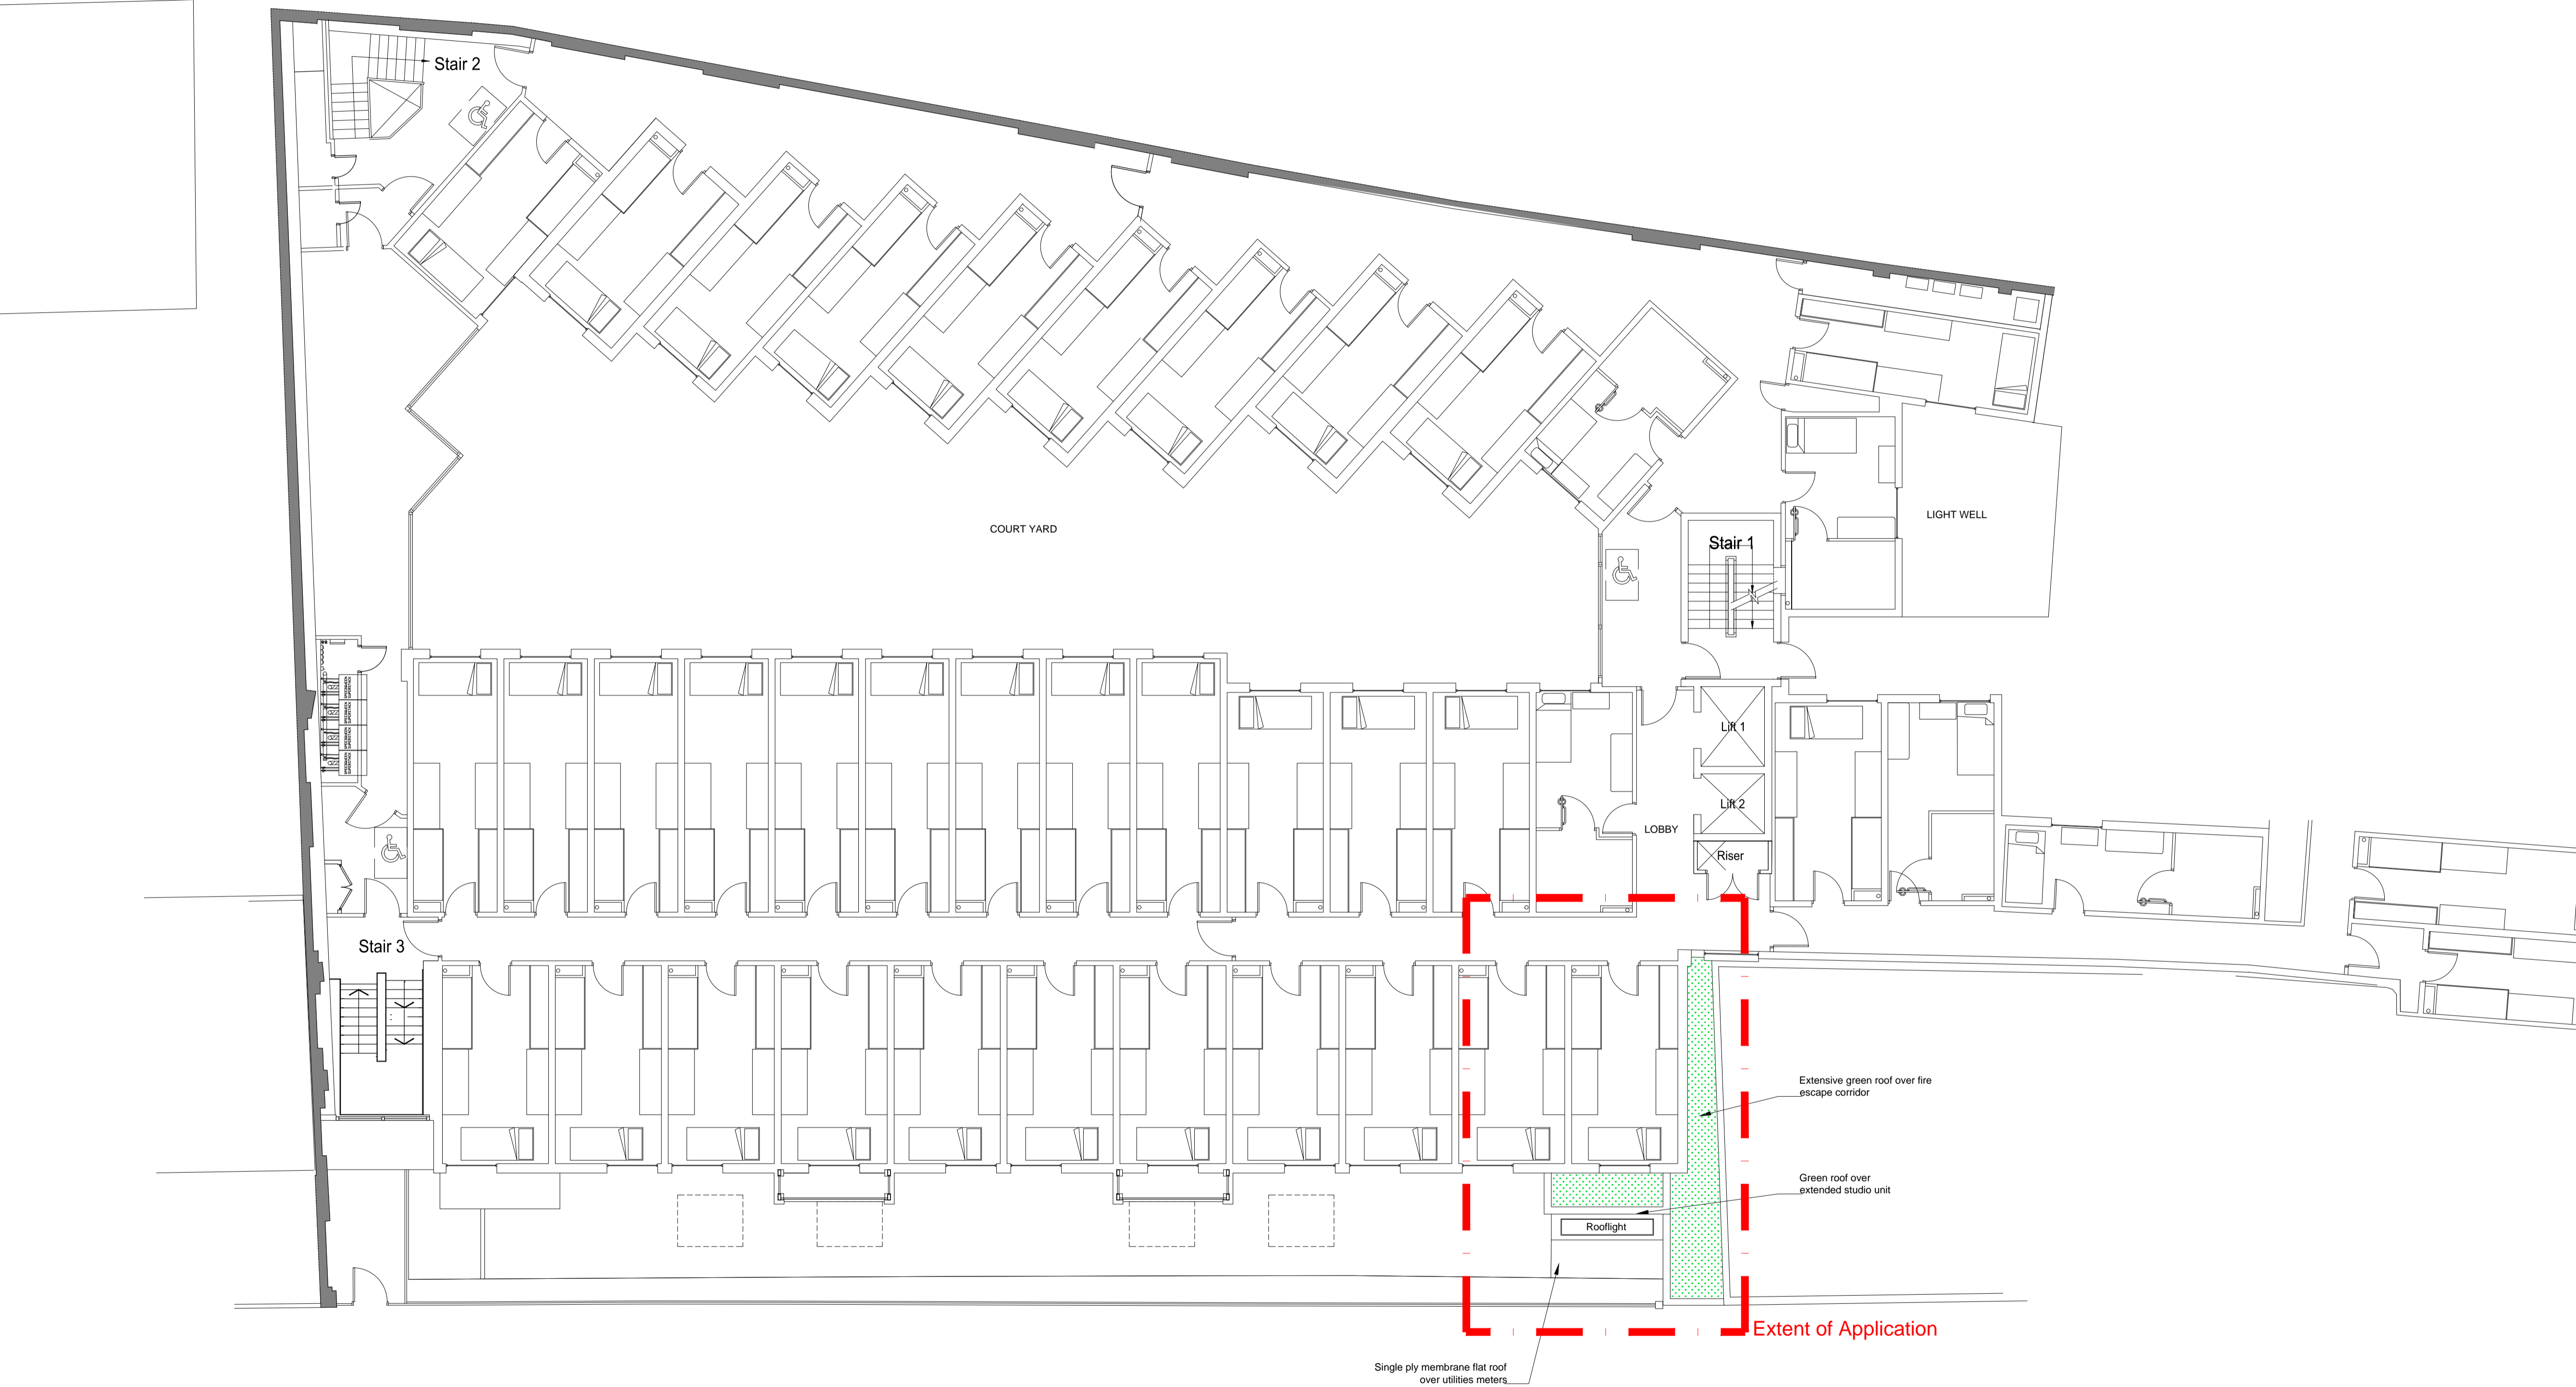 Stair 2
COURT YARD
LIGHT WELL
Stair 1
Lift 1
Lift 2
LOBBY
Riser
Stair 3
Extensive green roof over fire
escape corridor
Green roof over
extended studio unit
Rooflight
Extent of Application
Single ply membrane flat roof
over utilities meters